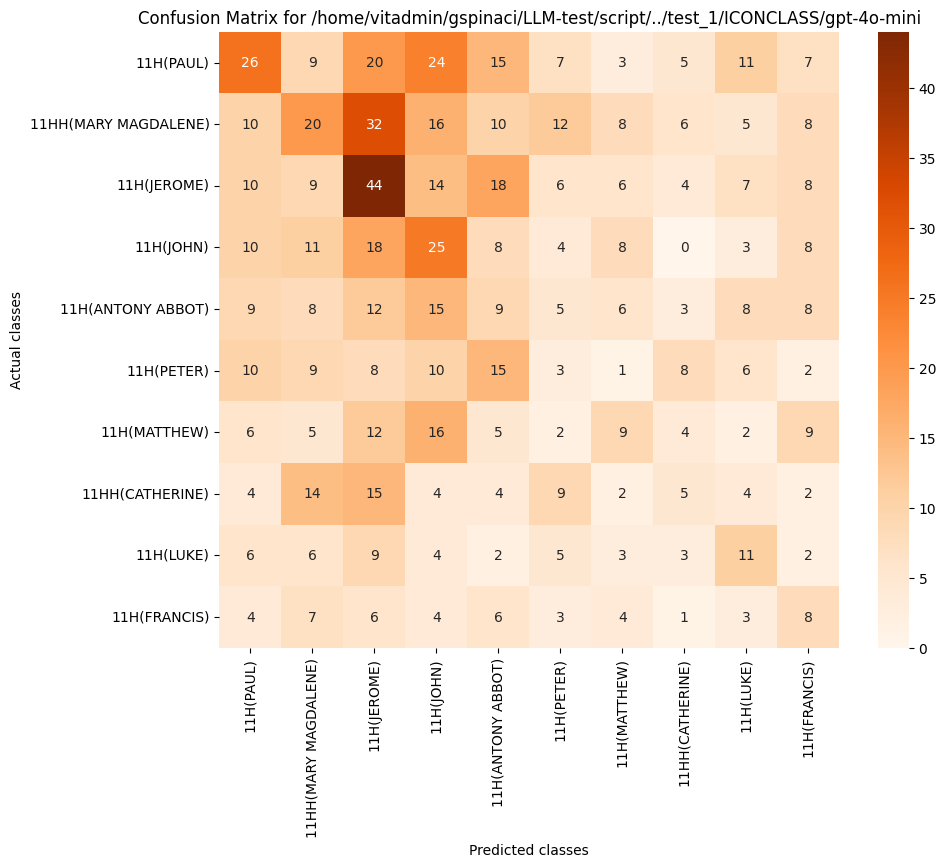 Confusion Matrix for /home/vitadmin/gspinaci/LLM-test/script/../test_1/ICONCLASS/gpt-4o-mini
Actual classes
11H(PAUL) 26 9 20 24 15 7 3 5 11 7
11HH(MARY MAGDALENE) 10 20 32 16 10 12 8 6 5 8
11H(JEROME) 10 9 44 14 18 6 6 4 7 8
11H(JOHN) 10 11 18 25 8 4 8 0 3 8
11H(ANTONY ABBOT) 9 8 12 15 9 5 6 3 8 8
11H(PETER) 10 9 8 10 15 3 1 8 6 2
11H(MATTHEW) 6 5 12 16 5 2 9 4 2 9
11HH(CATHERINE) 4 14 15 4 4 9 2 5 4 2
11H(LUKE) 6 6 9 4 2 5 3 3 11 2
11H(FRANCIS) 4 7 6 4 6 3 4 1 3 8
11H(PAUL)
11HH(MARY MAGDALENE)
11H(JEROME)
11H(JOHN)
11H(ANTONY ABBOT)
11H(PETER)
11H(MATTHEW)
11HH(CATHERINE)
11H(LUKE)
11H(FRANCIS)
Predicted classes
40
35
30
25
20
15
10
5
0